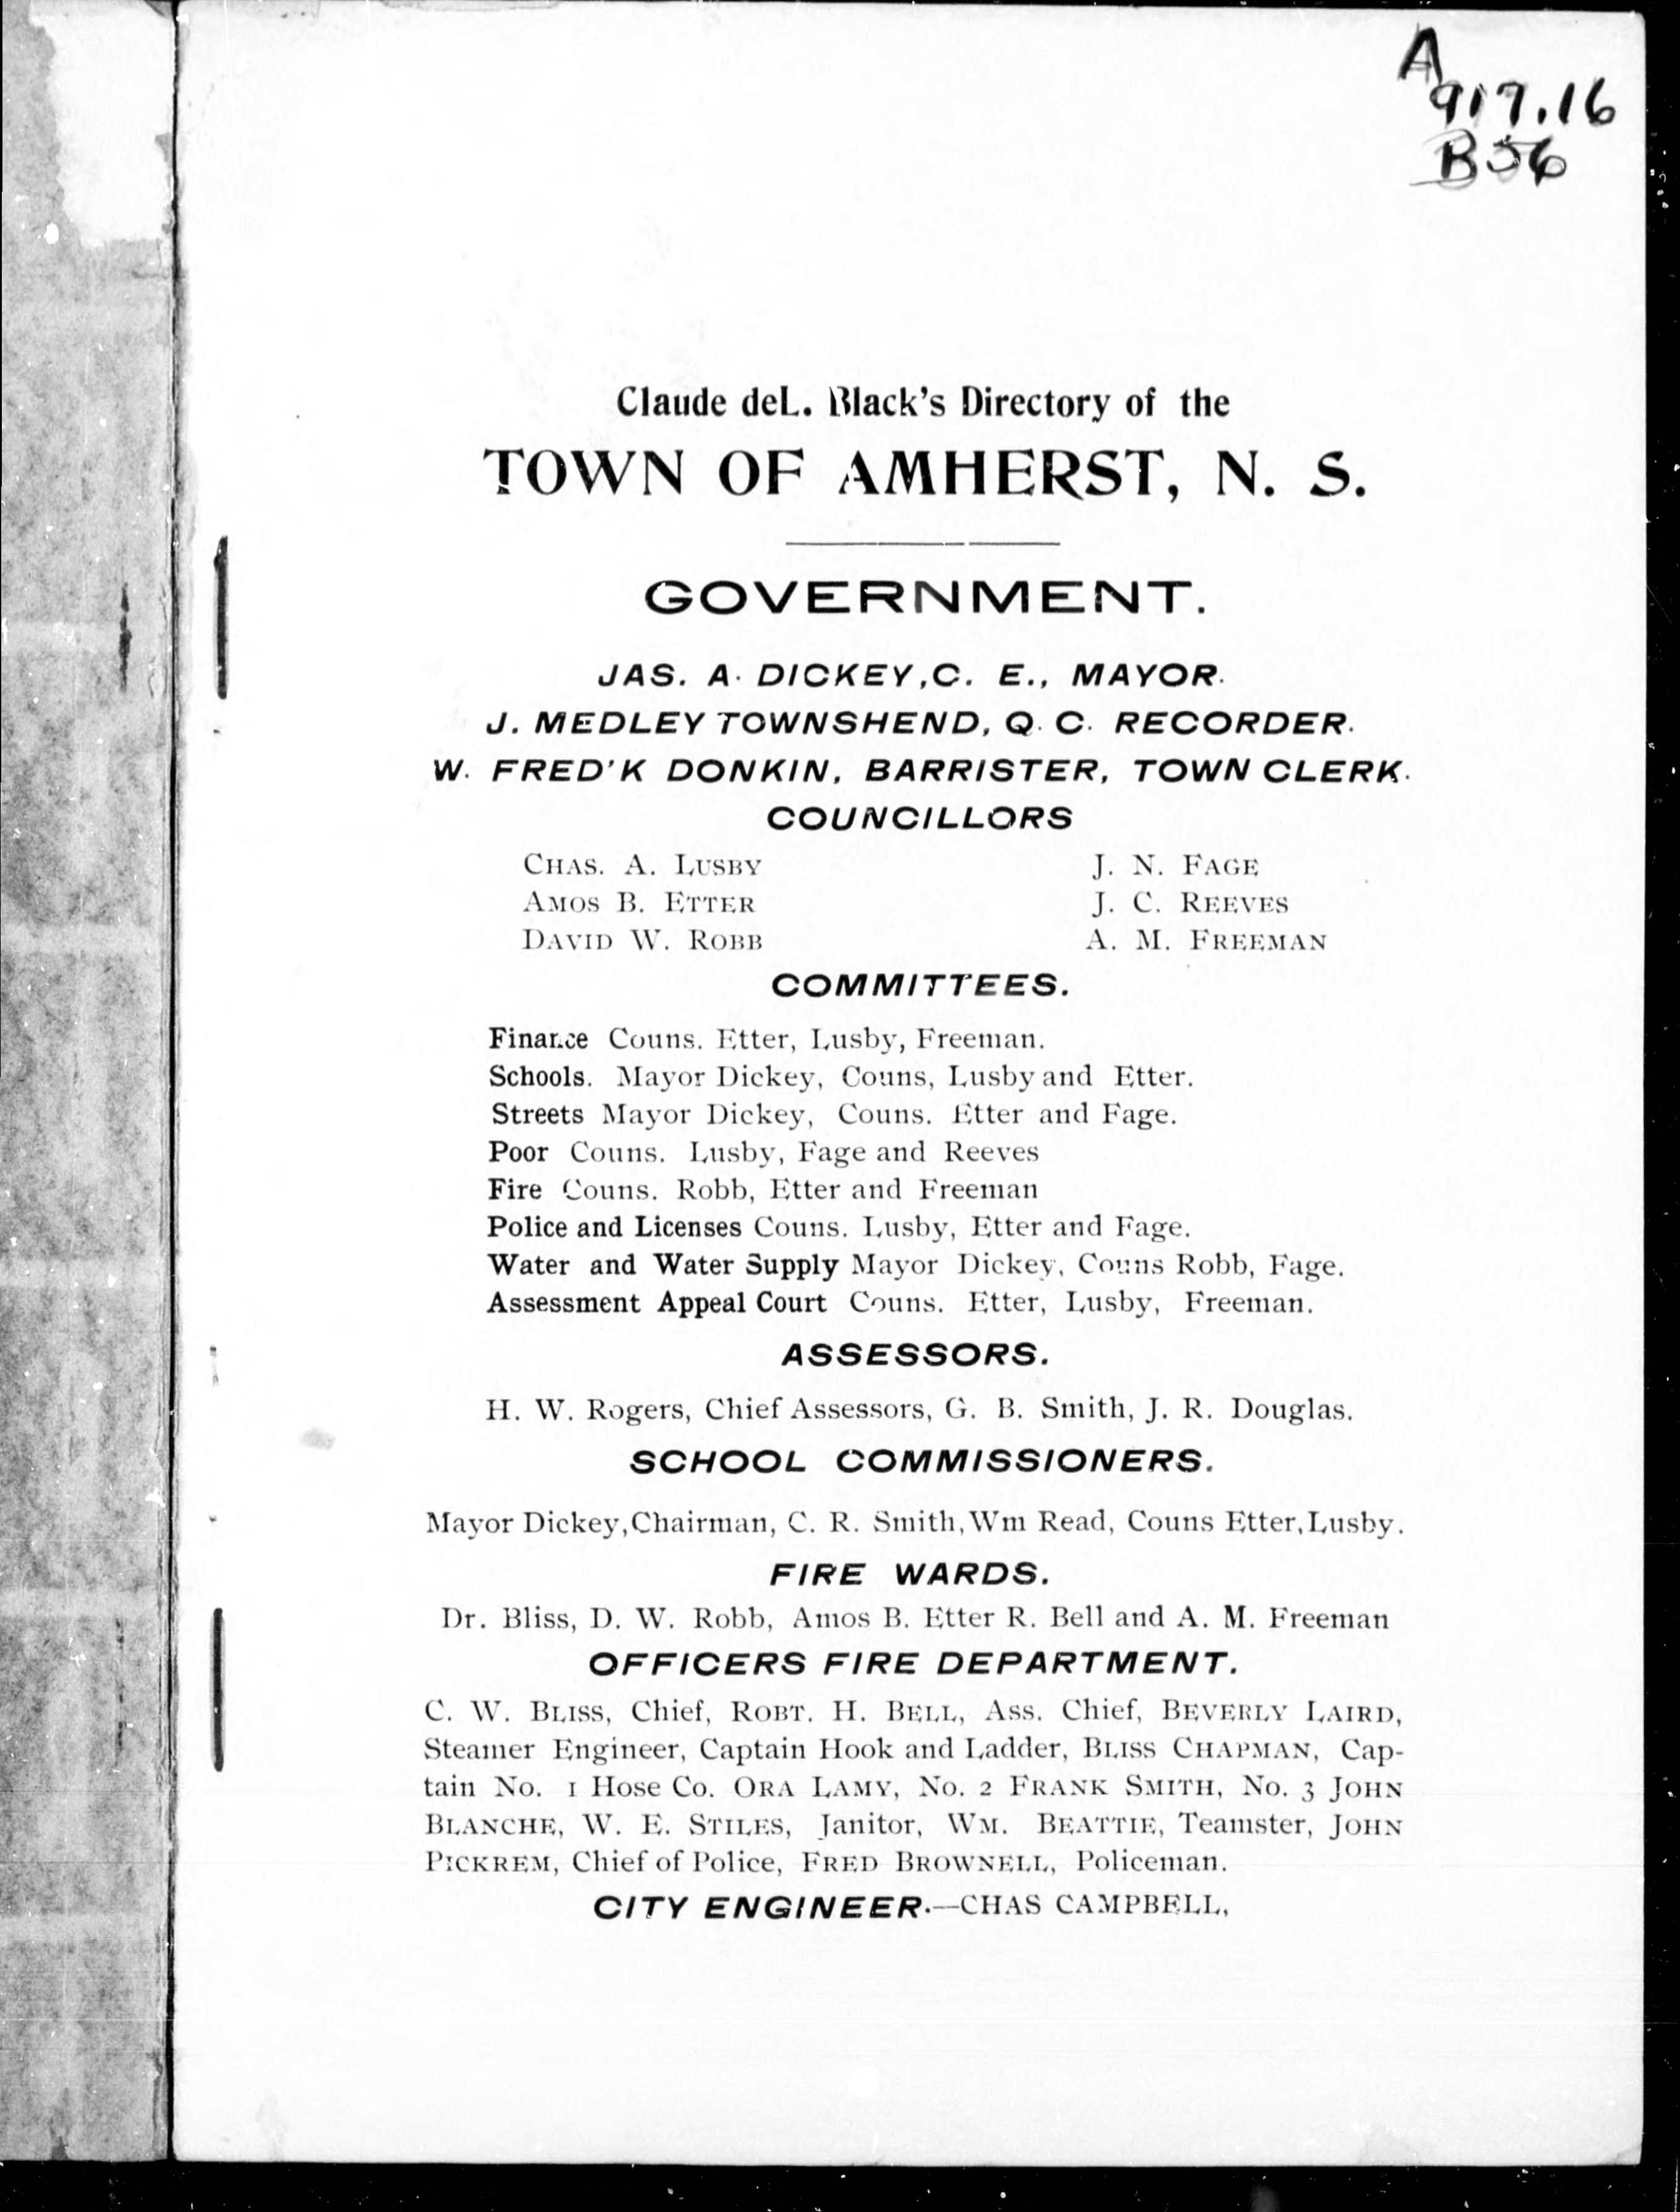 A
917.16
B56
Claude deL. Black's Directory of the
TOWN OF AMHERST, N. S.
GOVERNMENT.
JAS. A. DICKEY, C. E., MAYOR.
J. MEDLEY TOWNSHEND, Q. C. RECORDER.
W. FRED'K DONKIN, BARRISTER, TOWN CLERK.
COUNCILLORS
CHAS. A. LUSBY J. N. FAGE
AMOS B. ETTER J. C. REEVES
DAVID W. ROBB A. M. FREEMAN
COMMITTEES.
Finance Couns. Etter, Lusby, Freeman.
Schools. Mayor Dickey, Couns, Lusby and Etter.
Streets Mayor Dickey, Couns. Etter and Fage.
Poor Couns. Lusby, Fage and Reeves
Fire Couns. Robb, Etter and Freeman
Police and Licenses Couns. Lusby, Etter and Fage.
Water and Water Supply Mayor Dickey, Couns Robb, Fage.
Assessment Appeal Court Couns. Etter, Lusby, Freeman.
ASSESSORS.
H. W. Rogers, Chief Assessors, G. B. Smith, J. R. Douglas.
SCHOOL COMMISSIONERS.
Mayor Dickey, Chairman, C. R. Smith, Wm Read, Couns Etter, Lusby.
FIRE WARDS.
Dr. Bliss, D. W. Robb, Amos B. Etter R. Bell and A. M. Freeman
OFFICERS FIRE DEPARTMENT.
C. W. BLISS, Chief, ROBT. H. BELL, Ass. Chief, BEVERLY LAIRD,
Steamer Engineer, Captain Hook and Ladder, BLISS CHAPMAN, Cap-
tain No. 1 Hose Co. ORA LAMY, No. 2 FRANK SMITH, No. 3 JOHN
BLANCHE, W. E. STILES, Janitor, WM. BEATTIE, Teamster, JOHN
PICKREM, Chief of Police, FRED BROWNELL, Policeman.
CITY ENGINEER.—CHAS CAMPBELL,